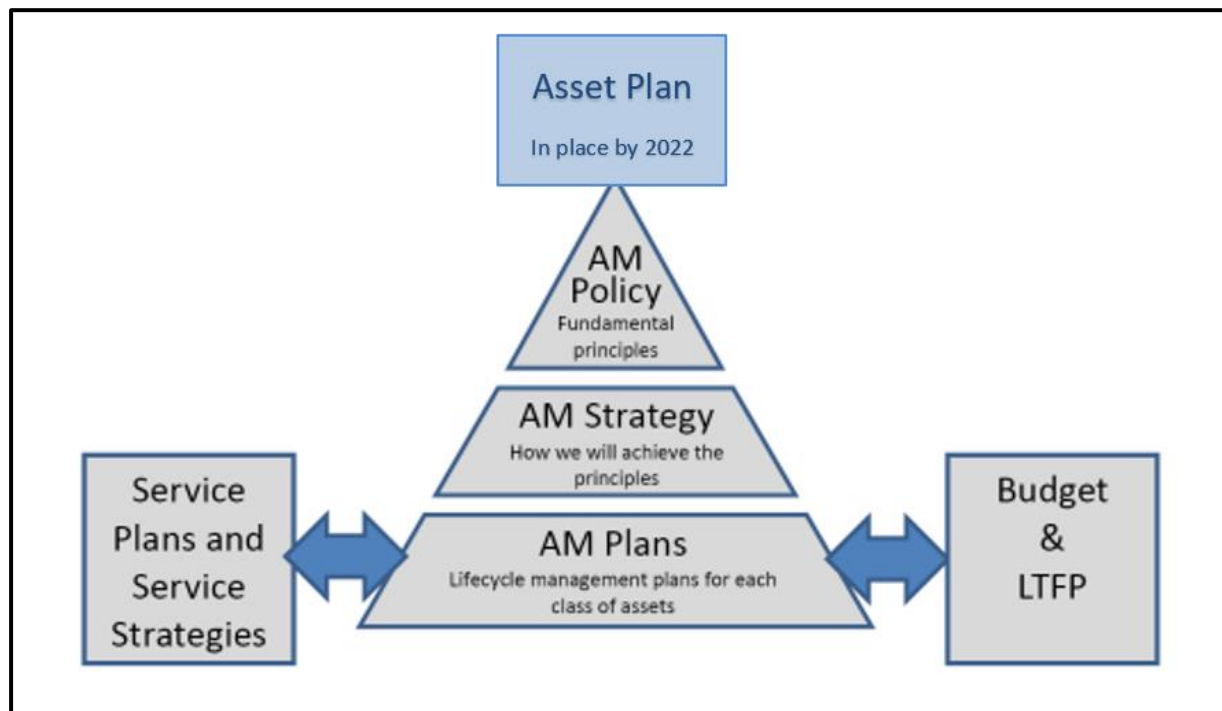 Asset Plan
In place by 2022
AM
Policy
Fundamental
principles
AM Strategy
How we will achieve the
principles
Service
Plans and
Service
Strategies
AM Plans
Lifecycle management plans for each
class of assets
Budget
&
LTFP